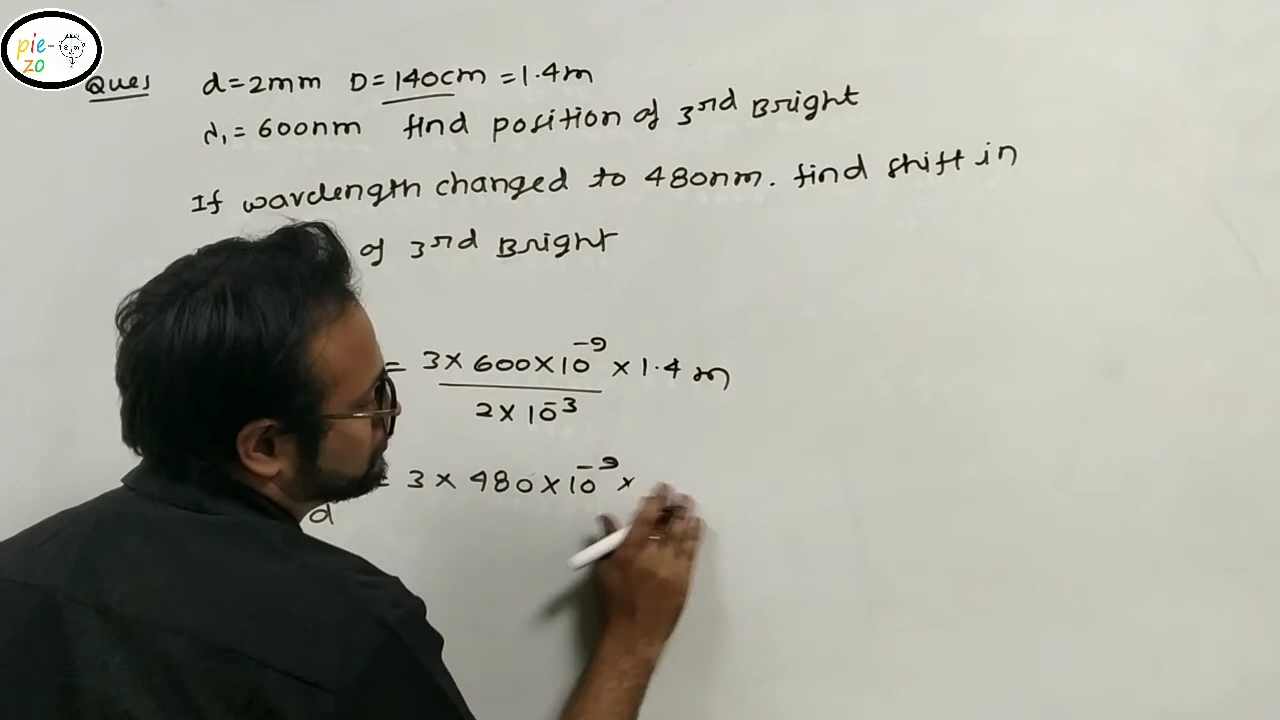 pie-
zo
Ques d=2mm D=140cm =1.4m
λ₁=600nm find position of 3rd Bright
If wavelength changed to 480nm. find shift in
of 3rd Bright
= 3×600×10⁻⁹ × 1.4 m
2×10⁻³
= 3×480×10⁻⁹ ×
d